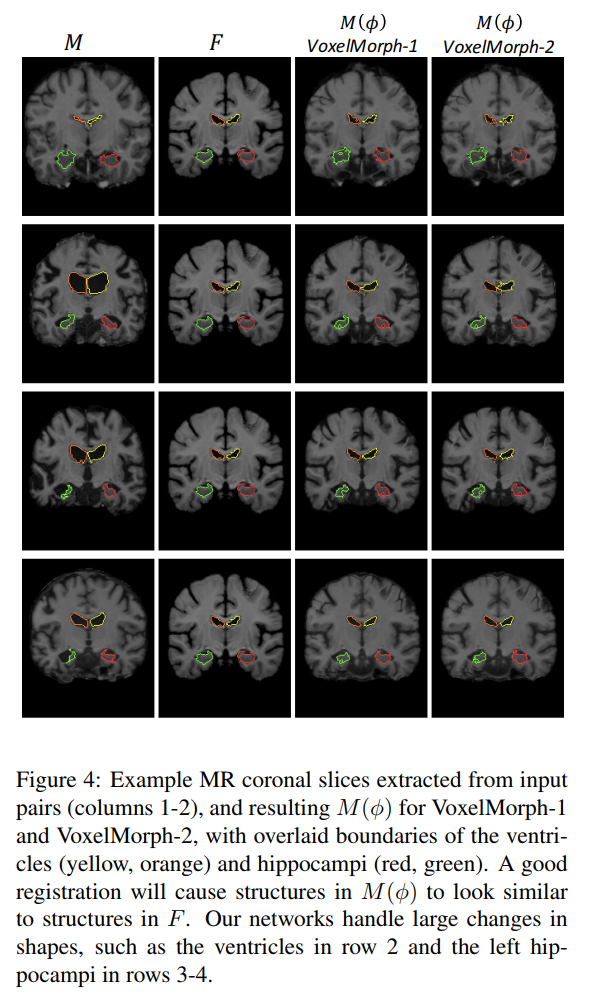 M F M(ϕ) M(ϕ)
VoxelMorph-1 VoxelMorph-2
Figure 4: Example MR coronal slices extracted from input
pairs (columns 1-2), and resulting M(ϕ) for VoxelMorph-1
and VoxelMorph-2, with overlaid boundaries of the ventri-
cles (yellow, orange) and hippocampi (red, green). A good
registration will cause structures in M(ϕ) to look similar
to structures in F. Our networks handle large changes in
shapes, such as the ventricles in row 2 and the left hip-
pocampi in rows 3-4.